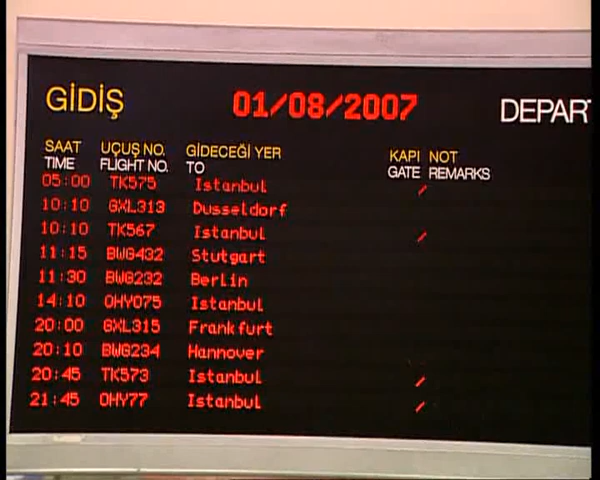 GİDİŞ 01/08/2007 DEPAR
SAAT UÇUŞ NO. GİDECEĞİ YER KAPI NOT
TIME FLIGHT NO. TO GATE REMARKS
05:00 TK575 Istanbul /
10:10 GXL313 Dusseldorf
10:10 TK567 Istanbul /
11:15 BWG432 Stutgart
11:30 BWG232 Berlin
14:10 OHY075 Istanbul
20:00 GXL315 Frankfurt
20:10 BWG234 Hannover
20:45 TK573 Istanbul /
21:45 OHY77 Istanbul /